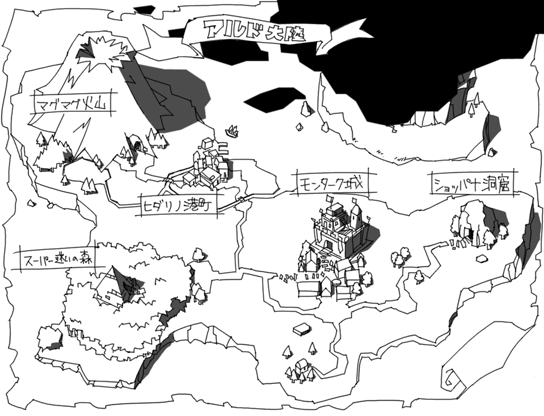 アルド大陸
マグマグ火山
ヒダリノ港町
モンターク城
ショッパナ洞窟
スーパー迷いの森